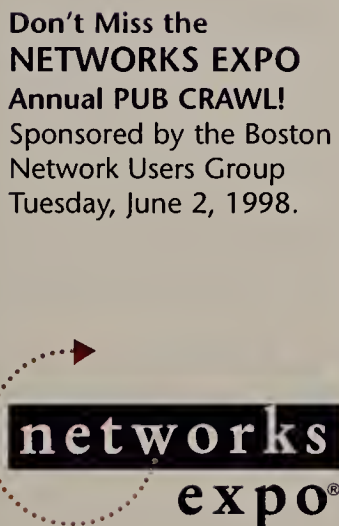 Don't Miss the
NETWORKS EXPO
Annual PUB CRAWL!
Sponsored by the Boston
Network Users Group
Tuesday, June 2, 1998.
networks
expo®